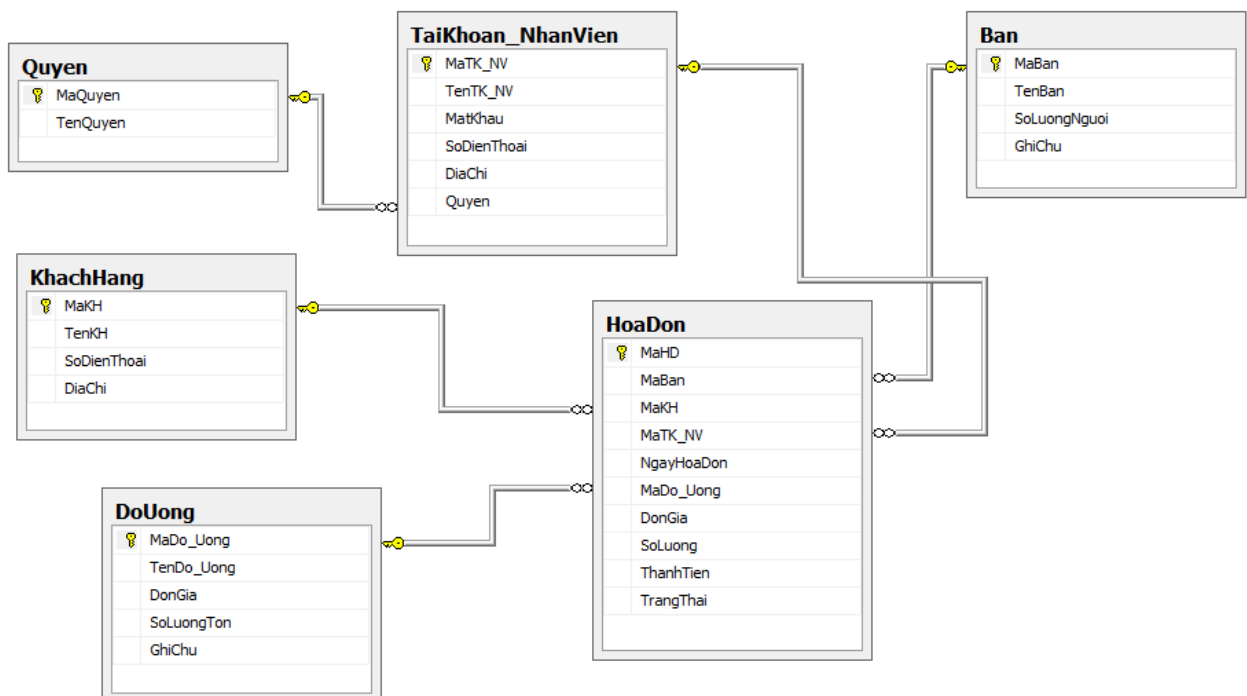 Quyen
MaQuyen
TenQuyen
TaiKhoan_NhanVien
MaTK_NV
TenTK_NV
MatKhau
SoDienThoai
DiaChi
Quyen
Ban
MaBan
TenBan
SoLuongNguoi
GhiChu
KhachHang
MaKH
TenKH
SoDienThoai
DiaChi
HoaDon
MaHD
MaBan
MaKH
MaTK_NV
NgayHoaDon
MaDo_Uong
DonGia
SoLuong
ThanhTien
TrangThai
DoUong
MaDo_Uong
TenDo_Uong
DonGia
SoLuongTon
GhiChu